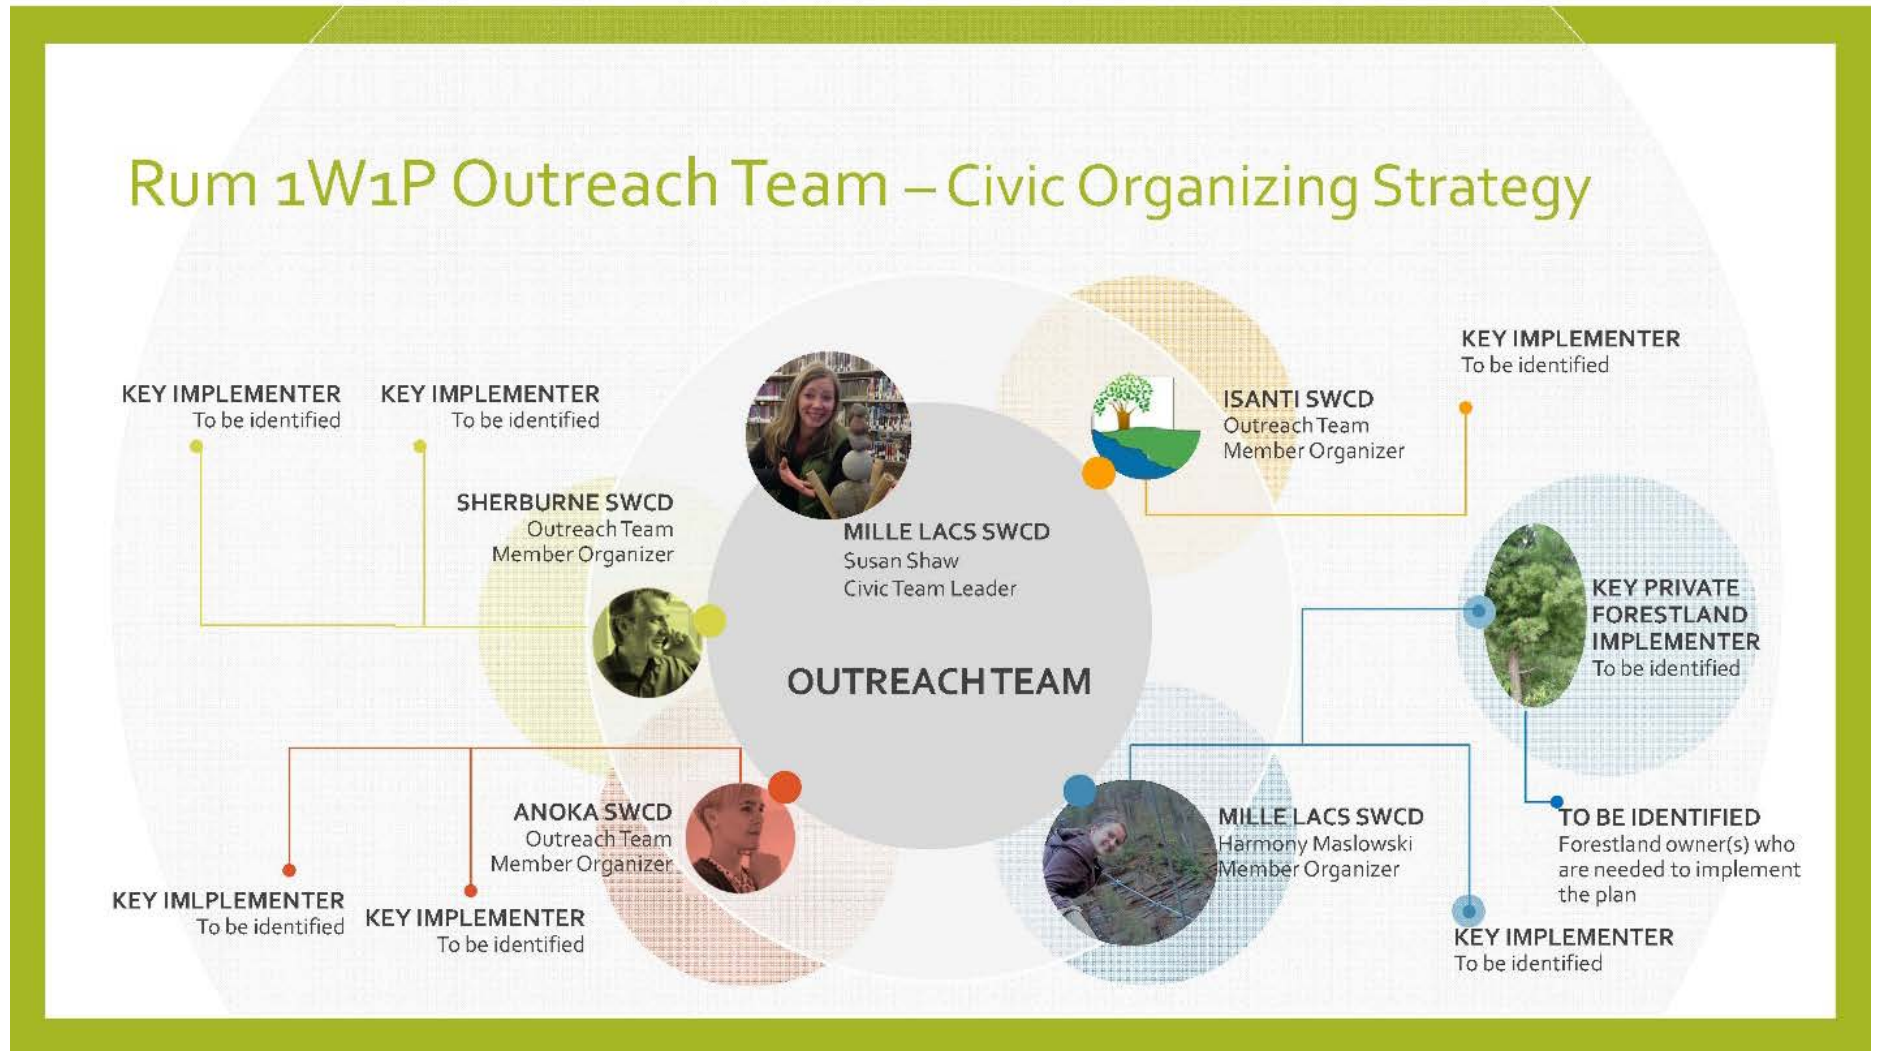 Rum 1W1P Outreach Team – Civic Organizing Strategy
KEY IMPLEMENTER
To be identified
KEY IMPLEMENTER
To be identified
SHERBURNE SWCD
Outreach Team
Member Organizer
MILLE LACS SWCD
Susan Shaw
Civic Team Leader
OUTREACH TEAM
ISANTI SWCD
Outreach Team
Member Organizer
KEY IMPLEMENTER
To be identified
KEY PRIVATE
FORESTLAND
IMPLEMENTER
To be identified
ANOKA SWCD
Outreach Team
Member Organizer
KEY IMLPLEMENTER
To be identified
KEY IMPLEMENTER
To be identified
MILLE LACS SWCD
Harmony Maslowski
Member Organizer
TO BE IDENTIFIED
Forestland owner(s) who
are needed to implement
the plan
KEY IMPLEMENTER
To be identified